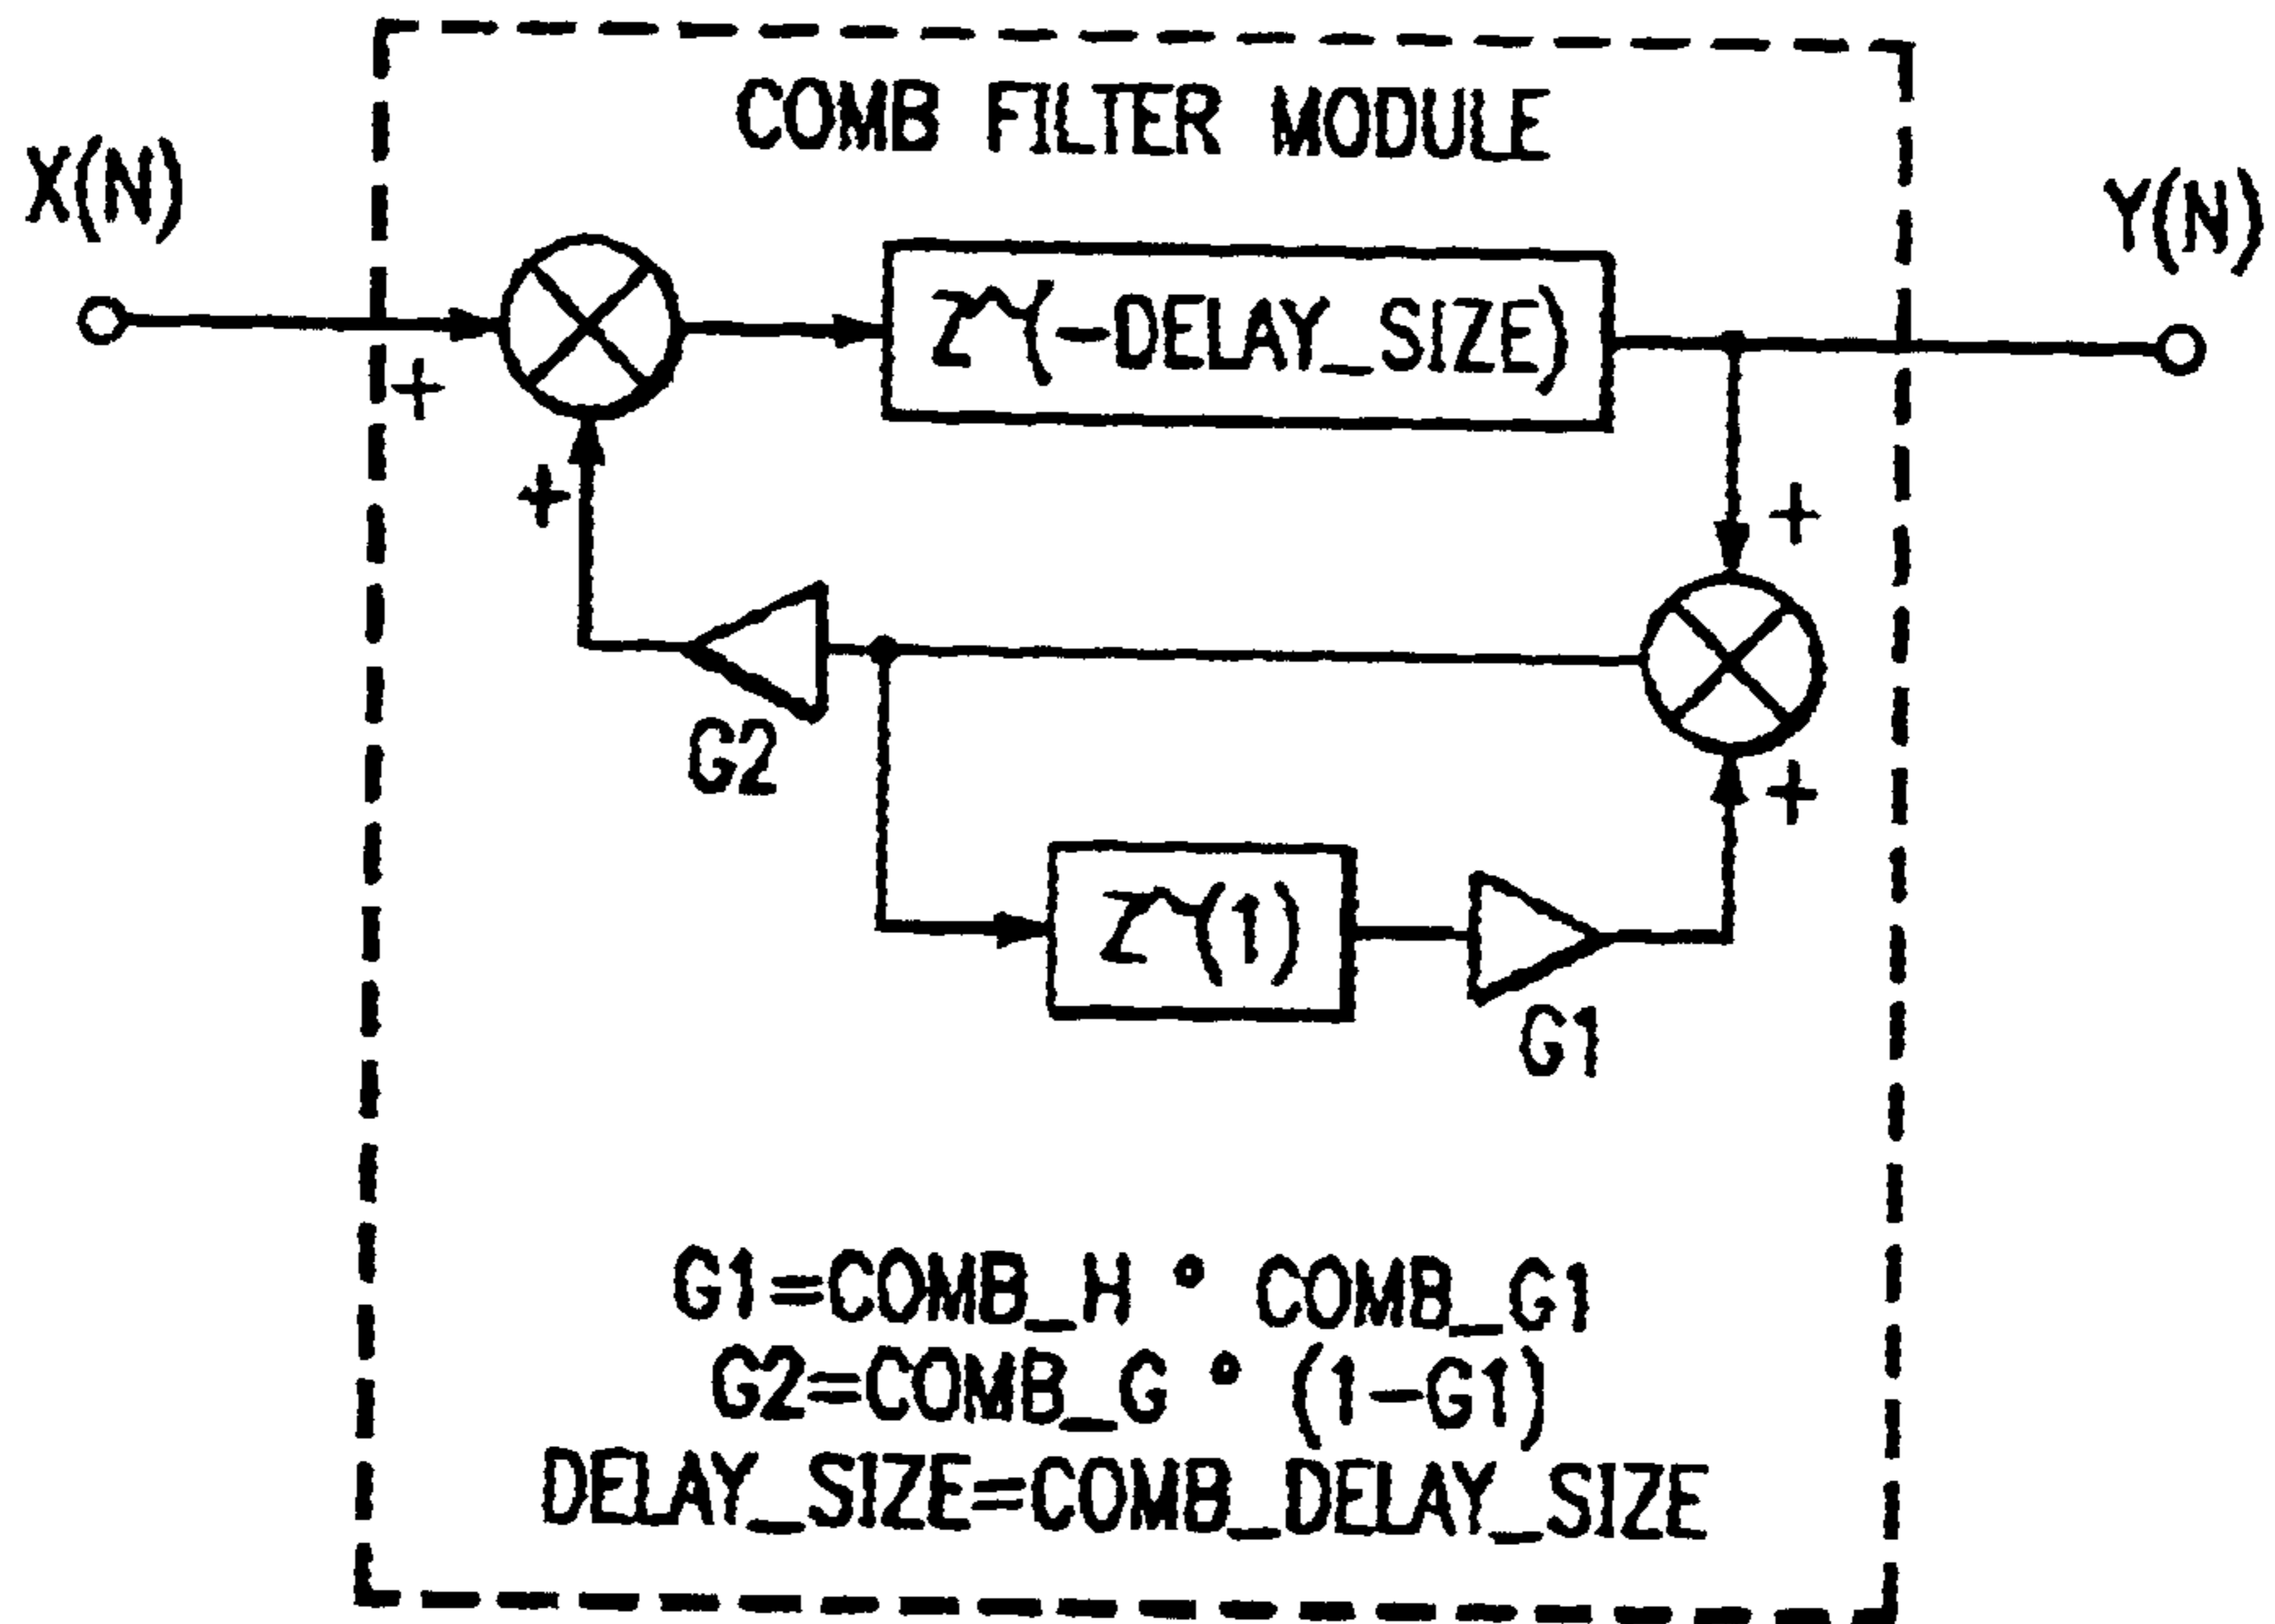 COMB FILTER MODULE
X(N)
Y(N)
Z^(-DELAY_SIZE)
+
+
+
G2
+
Z^(1)
G1
G1=COMB_H ∘ COMB_G1
G2=COMB_G ∘ (1-G1)
DELAY_SIZE=COMB_DELAY_SIZE